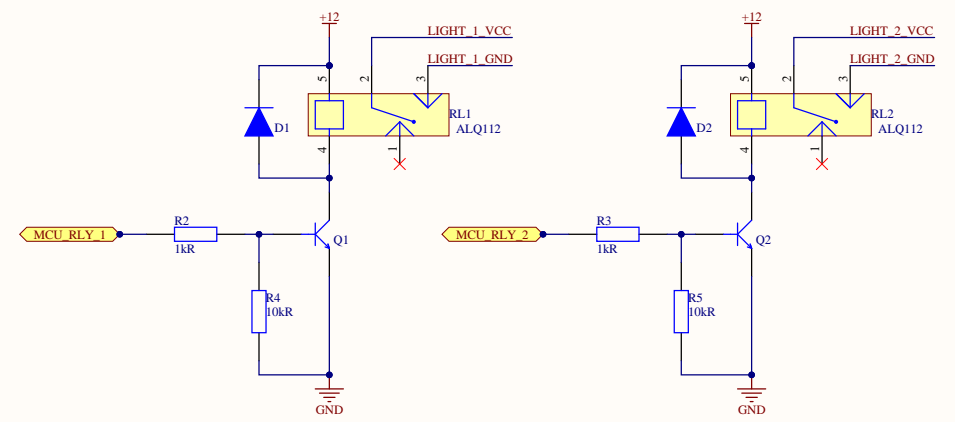 +12
LIGHT_1_VCC
LIGHT_1_GND
5
2
3
D1
RL1
ALQ112
4
1
MCU_RLY_1
R2
1kR
Q1
R4
10kR
GND
+12
LIGHT_2_VCC
LIGHT_2_GND
5
2
3
D2
RL2
ALQ112
4
1
MCU_RLY_2
R3
1kR
Q2
R5
10kR
GND